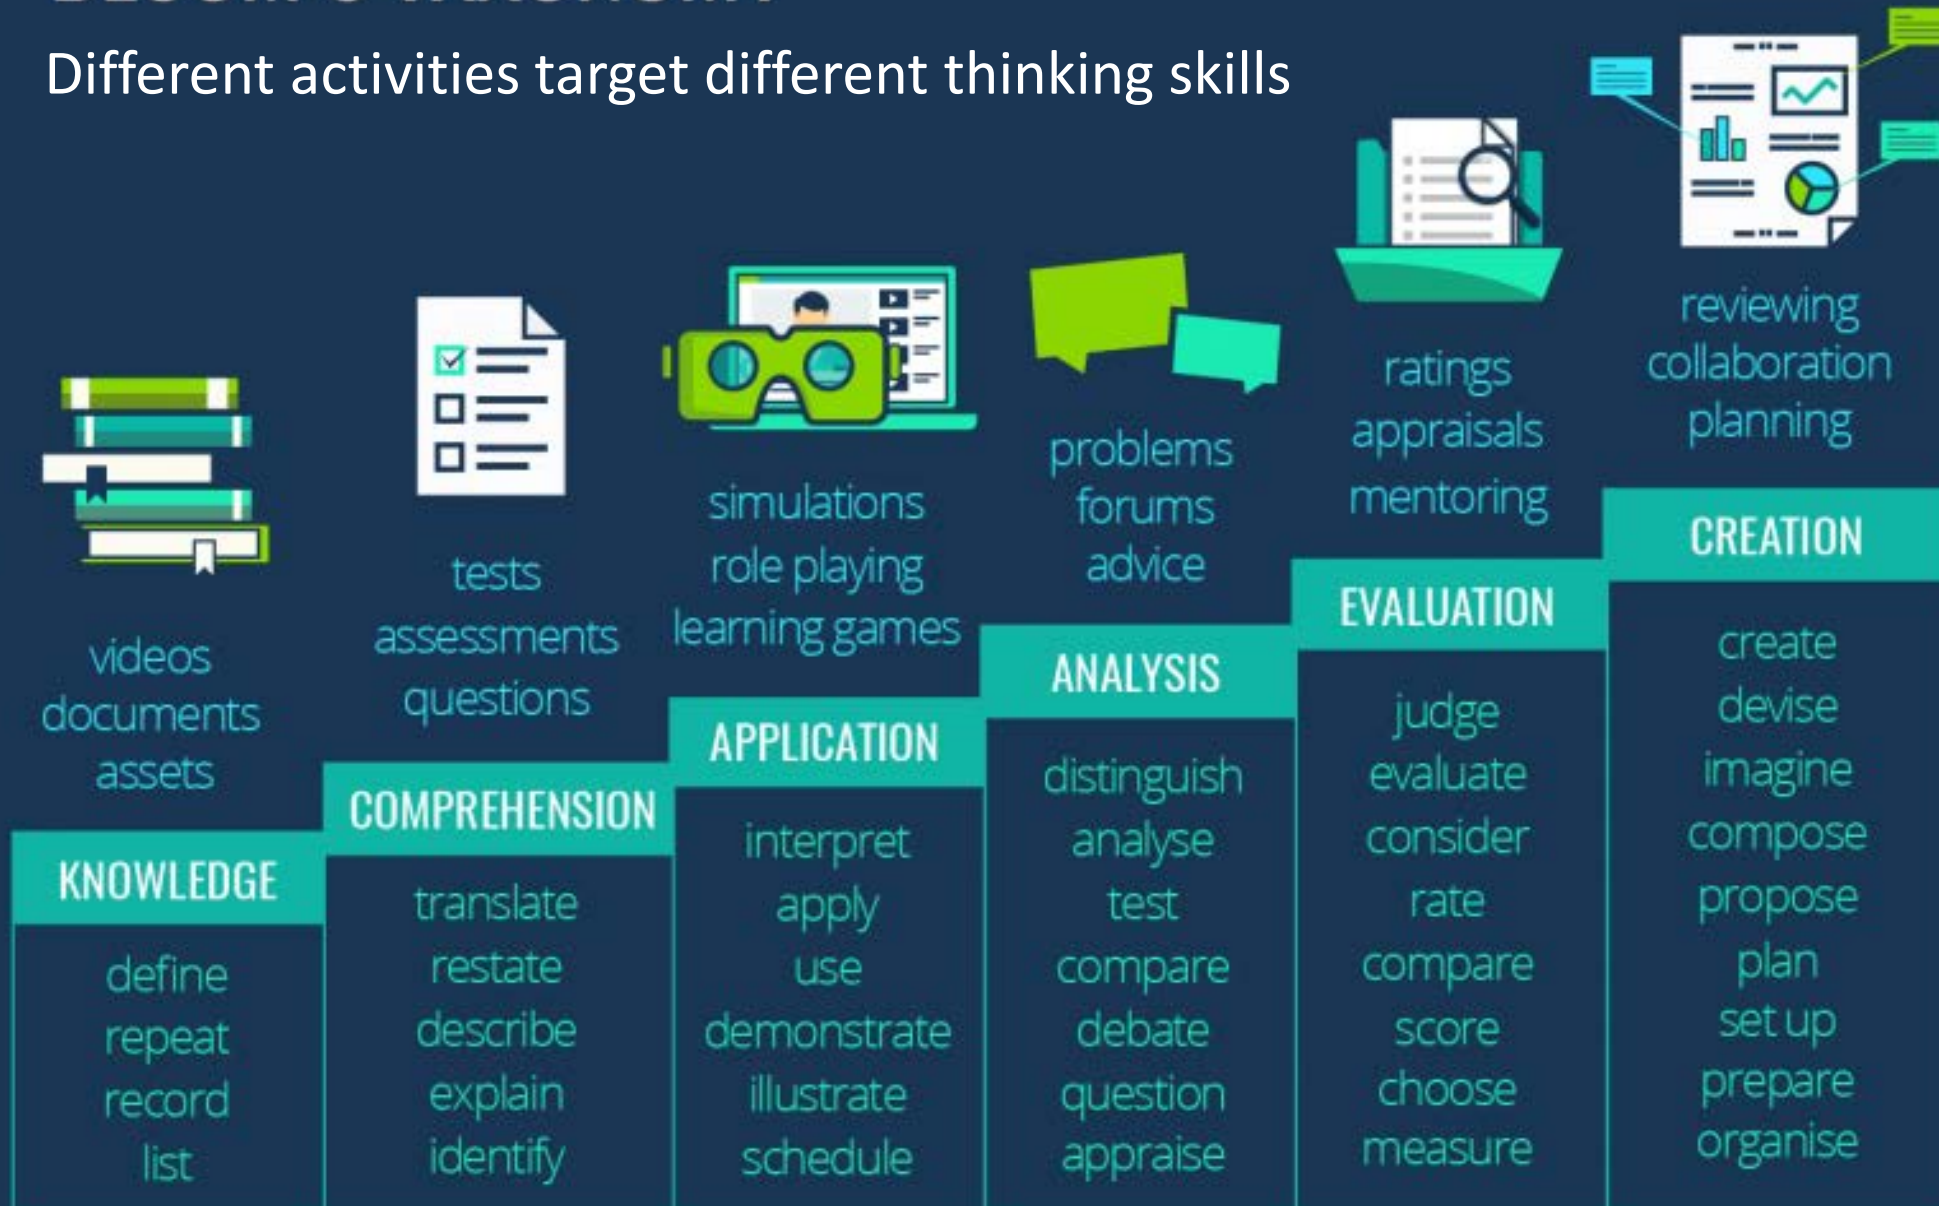 Different activities target different thinking skills
videos
documents
assets
KNOWLEDGE
define
repeat
record
list
tests
assessments
questions
COMPREHENSION
translate
restate
describe
explain
identify
simulations
role playing
learning games
APPLICATION
interpret
apply
use
demonstrate
illustrate
schedule
problems
forums
advice
ANALYSIS
distinguish
analyse
test
compare
debate
question
appraise
ratings
appraisals
mentoring
EVALUATION
judge
evaluate
consider
rate
compare
score
choose
measure
reviewing
collaboration
planning
CREATION
create
devise
imagine
compose
propose
plan
set up
prepare
organise